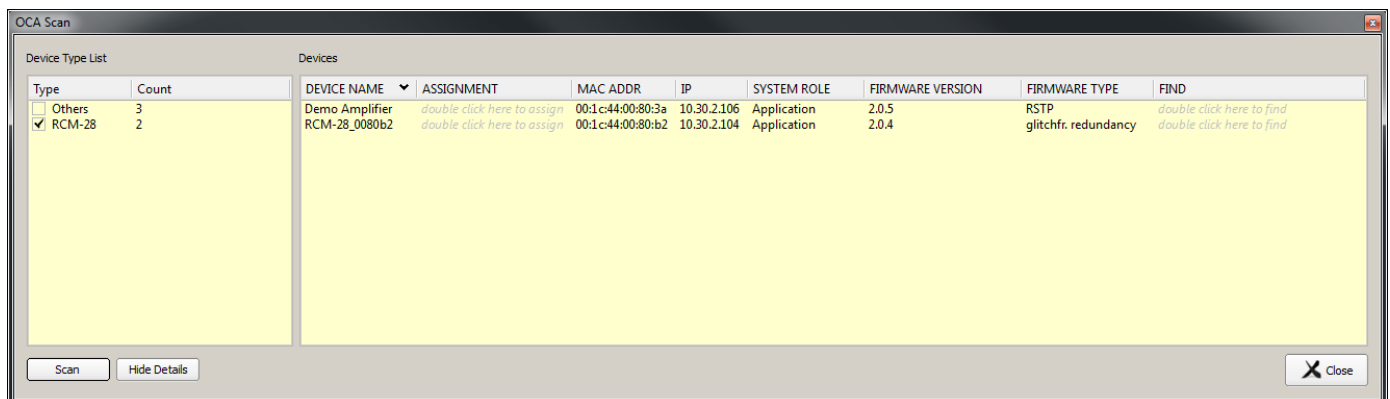 OCA Scan
Device Type List Devices
Type Count DEVICE NAME ASSIGNMENT MAC ADDR IP SYSTEM ROLE FIRMWARE VERSION FIRMWARE TYPE FIND
Others 3 Demo Amplifier double click here to assign 00:1c:44:00:80:3a 10.30.2.106 Application 2.0.5 RSTP double click here to find
RCM-28 2 RCM-28_0080b2 double click here to assign 00:1c:44:00:80:b2 10.30.2.104 Application 2.0.4 glitchfr. redundancy double click here to find
Scan Hide Details Close